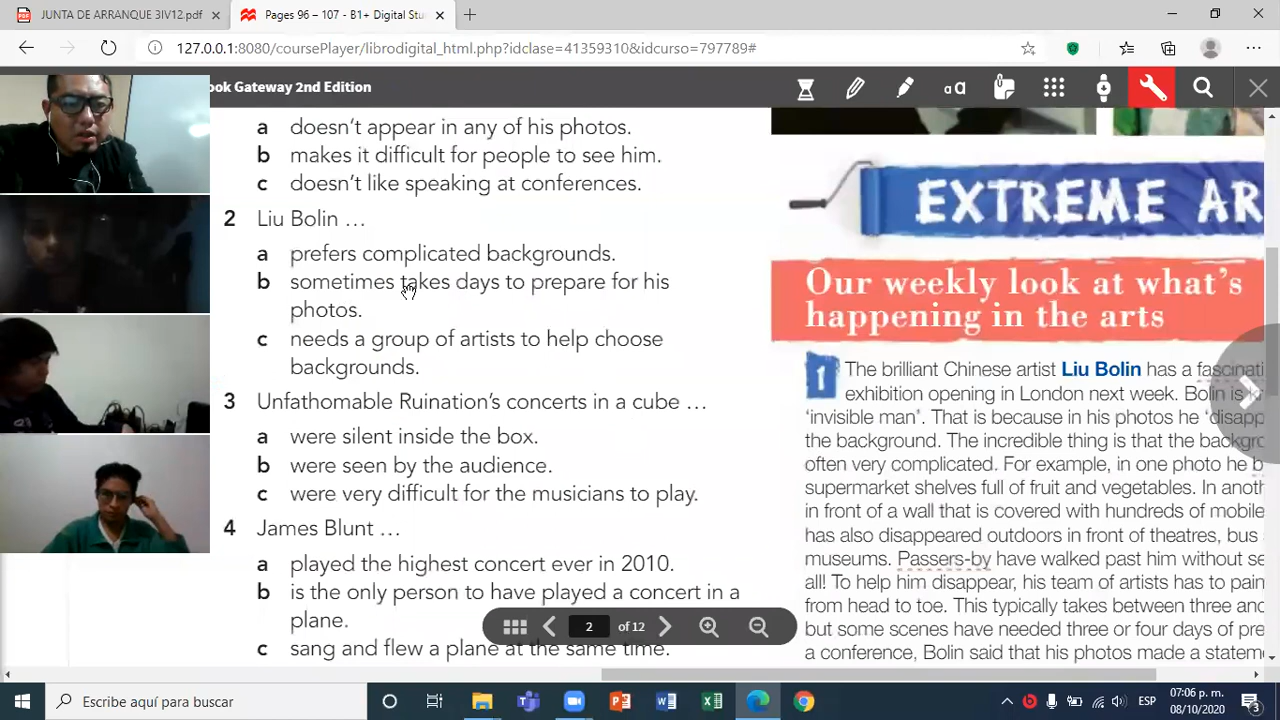 JUNTA DE ARRANQUE 3IV12.pdf
Pages 96 – 107 - B1+ Digital Stu
127.0.0.1:8080/coursePlayer/librodigital_html.php?idclase=41359310&idcurso=797789#
ook Gateway 2nd Edition
a doesn't appear in any of his photos.
b makes it difficult for people to see him.
c doesn't like speaking at conferences.
2 Liu Bolin …
a prefers complicated backgrounds.
b sometimes takes days to prepare for his
photos.
c needs a group of artists to help choose
backgrounds.
3 Unfathomable Ruination's concerts in a cube …
a were silent inside the box.
b were seen by the audience.
c were very difficult for the musicians to play.
4 James Blunt …
a played the highest concert ever in 2010.
b is the only person to have played a concert in a
plane.
c sang and flew a plane at the same time.
EXTREME AR
Our weekly look at what's
happening in the arts
1 The brilliant Chinese artist Liu Bolin has a fascinati
exhibition opening in London next week. Bolin is
'invisible man'. That is because in his photos he 'disapp
the background. The incredible thing is that the backgro
often very complicated. For example, in one photo he b
supermarket shelves full of fruit and vegetables. In anoth
in front of a wall that is covered with hundreds of mobile
has also disappeared outdoors in front of theatres, bus
museums. Passers-by have walked past him without se
all! To help him disappear, his team of artists has to pain
from head to toe. This typically takes between three and
but some scenes have needed three or four days of pre
a conference, Bolin said that his photos made a stateme
2 of 12
Escribe aquí para buscar
ESP
07:06 p. m.
08/10/2020